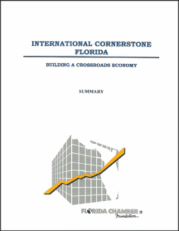 INTERNATIONAL CORNERSTONE
FLORIDA
BUILDING A CROSSROADS ECONOMY
SUMMARY
FLORIDA CHAMBER
Foundation